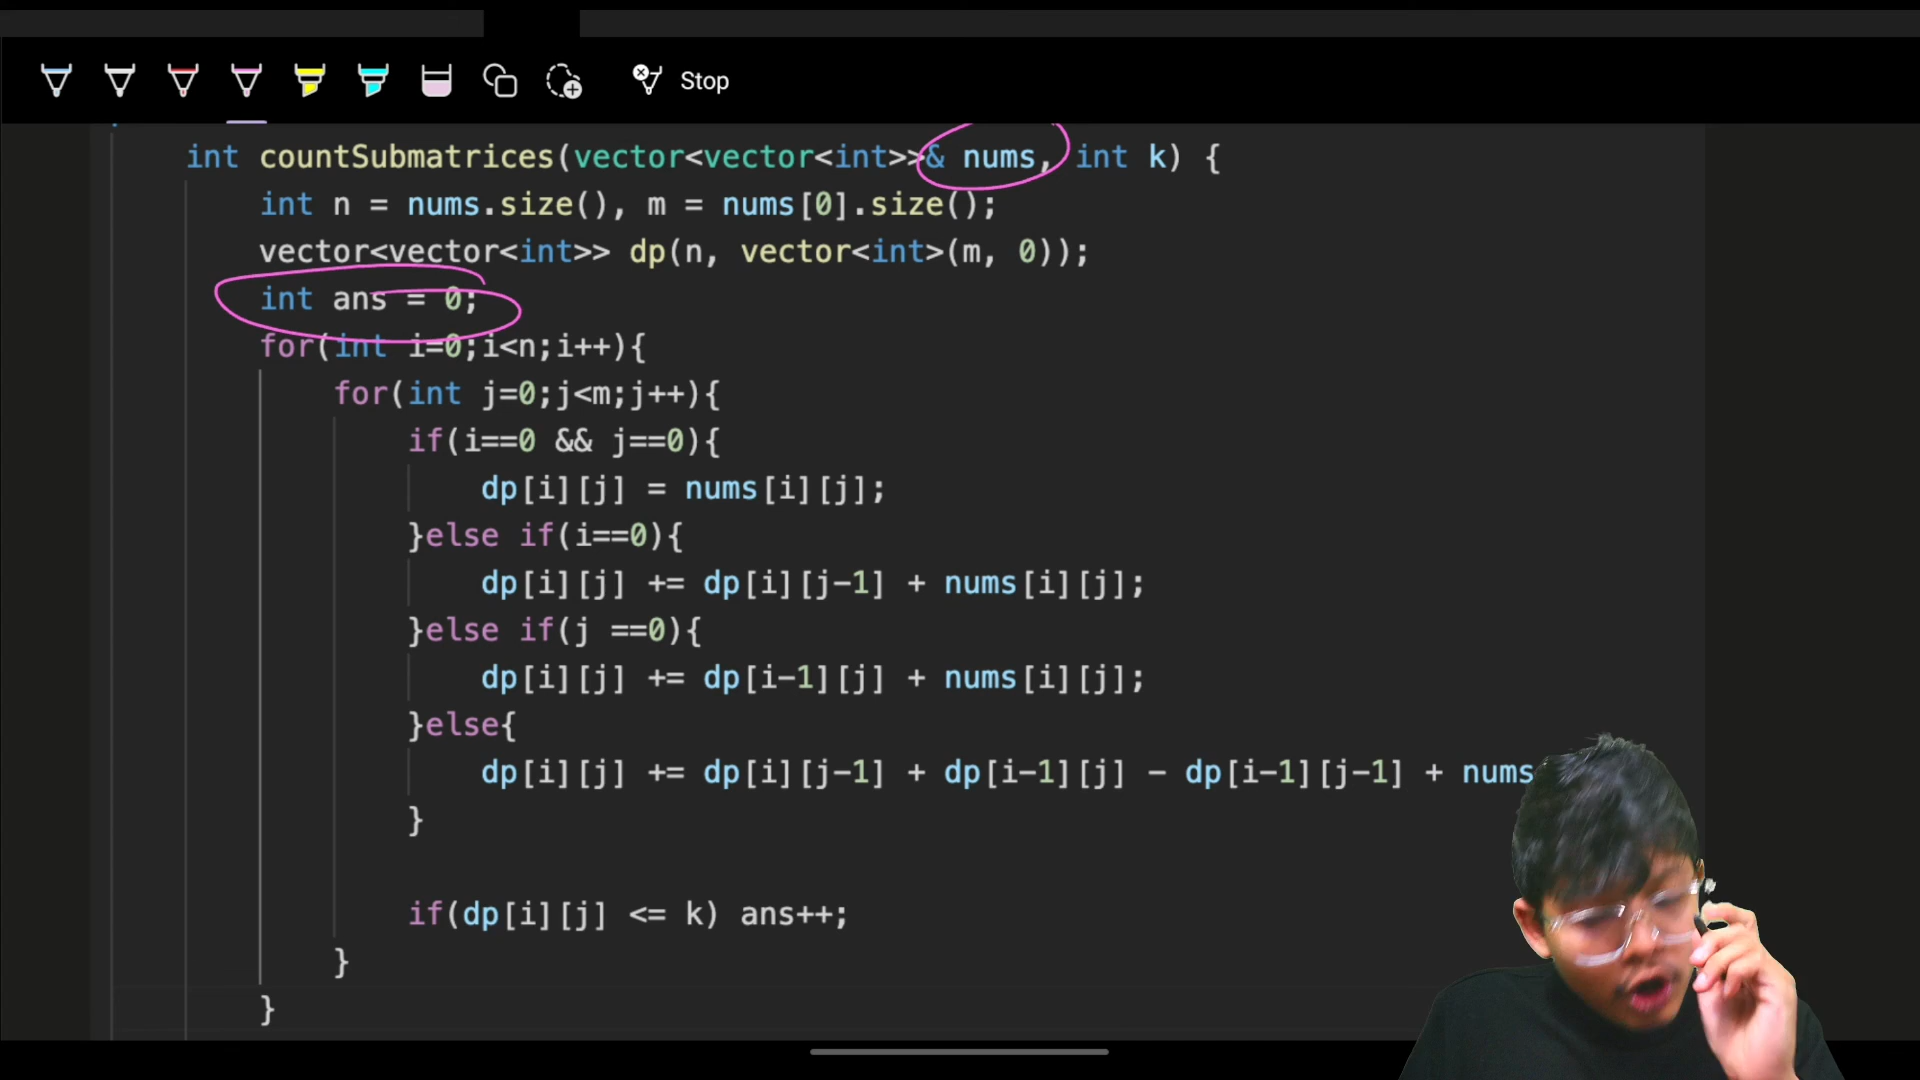 Stop
int countSubmatrices(vector<vector<int>>& nums, int k) {
int n = nums.size(), m = nums[0].size();
vector<vector<int>> dp(n, vector<int>(m, 0));
int ans = 0;
for(int i=0;i<n;i++){
for(int j=0;j<m;j++){
if(i==0 && j==0){
dp[i][j] = nums[i][j];
}else if(i==0){
dp[i][j] += dp[i][j-1] + nums[i][j];
}else if(j ==0){
dp[i][j] += dp[i-1][j] + nums[i][j];
}else{
dp[i][j] += dp[i][j-1] + dp[i-1][j] - dp[i-1][j-1] + nums
}
if(dp[i][j] <= k) ans++;
}
}